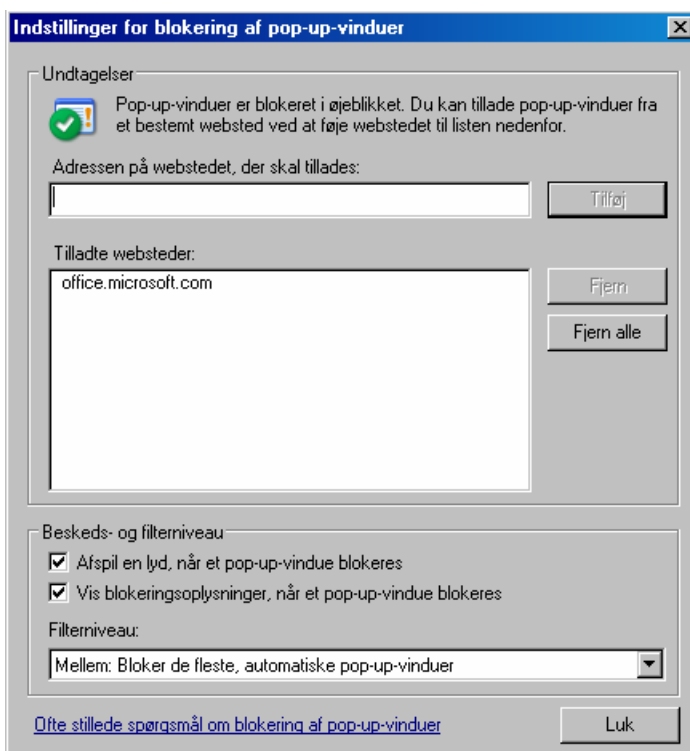 Indstillinger for blokering af pop-up-vinduer
Undtagelser
Pop-up-vinduer er blokeret i øjeblikket. Du kan tillade pop-up-vinduer fra
et bestemt websted ved at føje webstedet til listen nedenfor.
Adressen på webstedet, der skal tillades:
Tilføj
Tilladte websteder:
office.microsoft.com
Fjern
Fjern alle
Beskeds- og filterniveau
Afspil en lyd, når et pop-up-vindue blokeres
Vis blokeringsoplysninger, når et pop-up-vindue blokeres
Filterniveau:
Mellem: Bloker de fleste, automatiske pop-up-vinduer
Ofte stillede spørgsmål om blokering af pop-up-vinduer
Luk